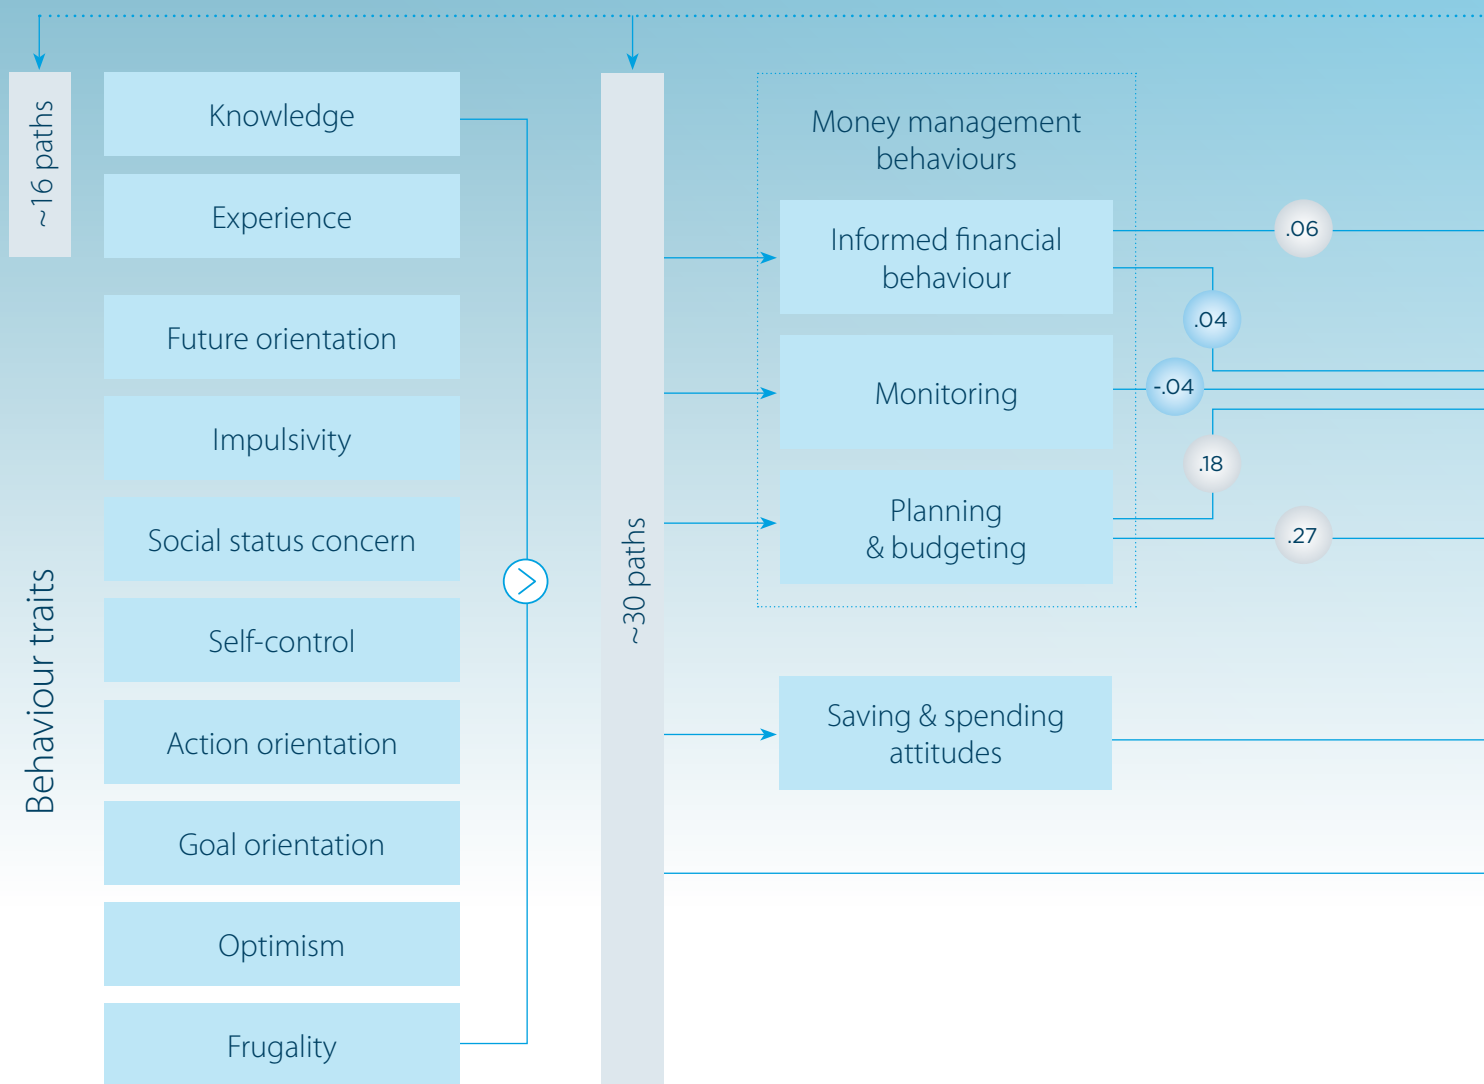 ~16 paths
Knowledge
Experience
Behaviour traits
Future orientation
Impulsivity
Social status concern
Self-control
Action orientation
Goal orientation
Optimism
Frugality
~30 paths
Money management
behaviours
Informed financial
behaviour
Monitoring
Planning
& budgeting
Saving & spending
attitudes
.06
.04
-.04
.18
.27